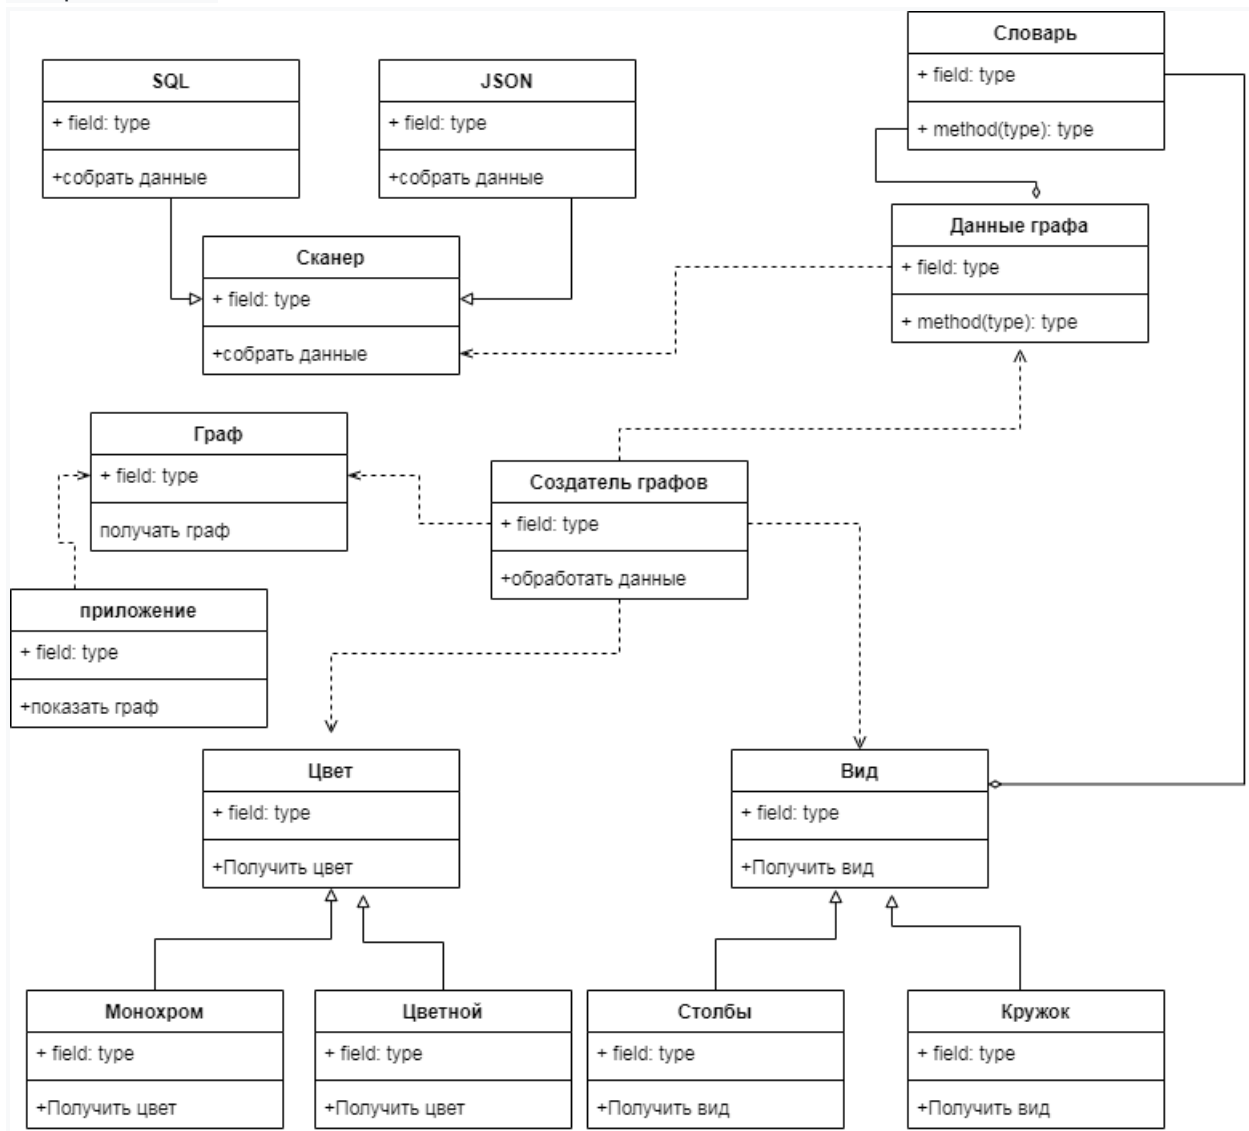 Словарь
+ field: type
+ method(type): type
SQL
+ field: type
+собрать данные
JSON
+ field: type
+собрать данные
Данные графа
+ field: type
+ method(type): type
Сканер
+ field: type
+собрать данные
Граф
+ field: type
получать граф
Создатель графов
+ field: type
+обработать данные
приложение
+ field: type
+показать граф
Цвет
+ field: type
+Получить цвет
Вид
+ field: type
+Получить вид
Монохром
+ field: type
+Получить цвет
Цветной
+ field: type
+Получить цвет
Столбы
+ field: type
+Получить вид
Кружок
+ field: type
+Получить вид